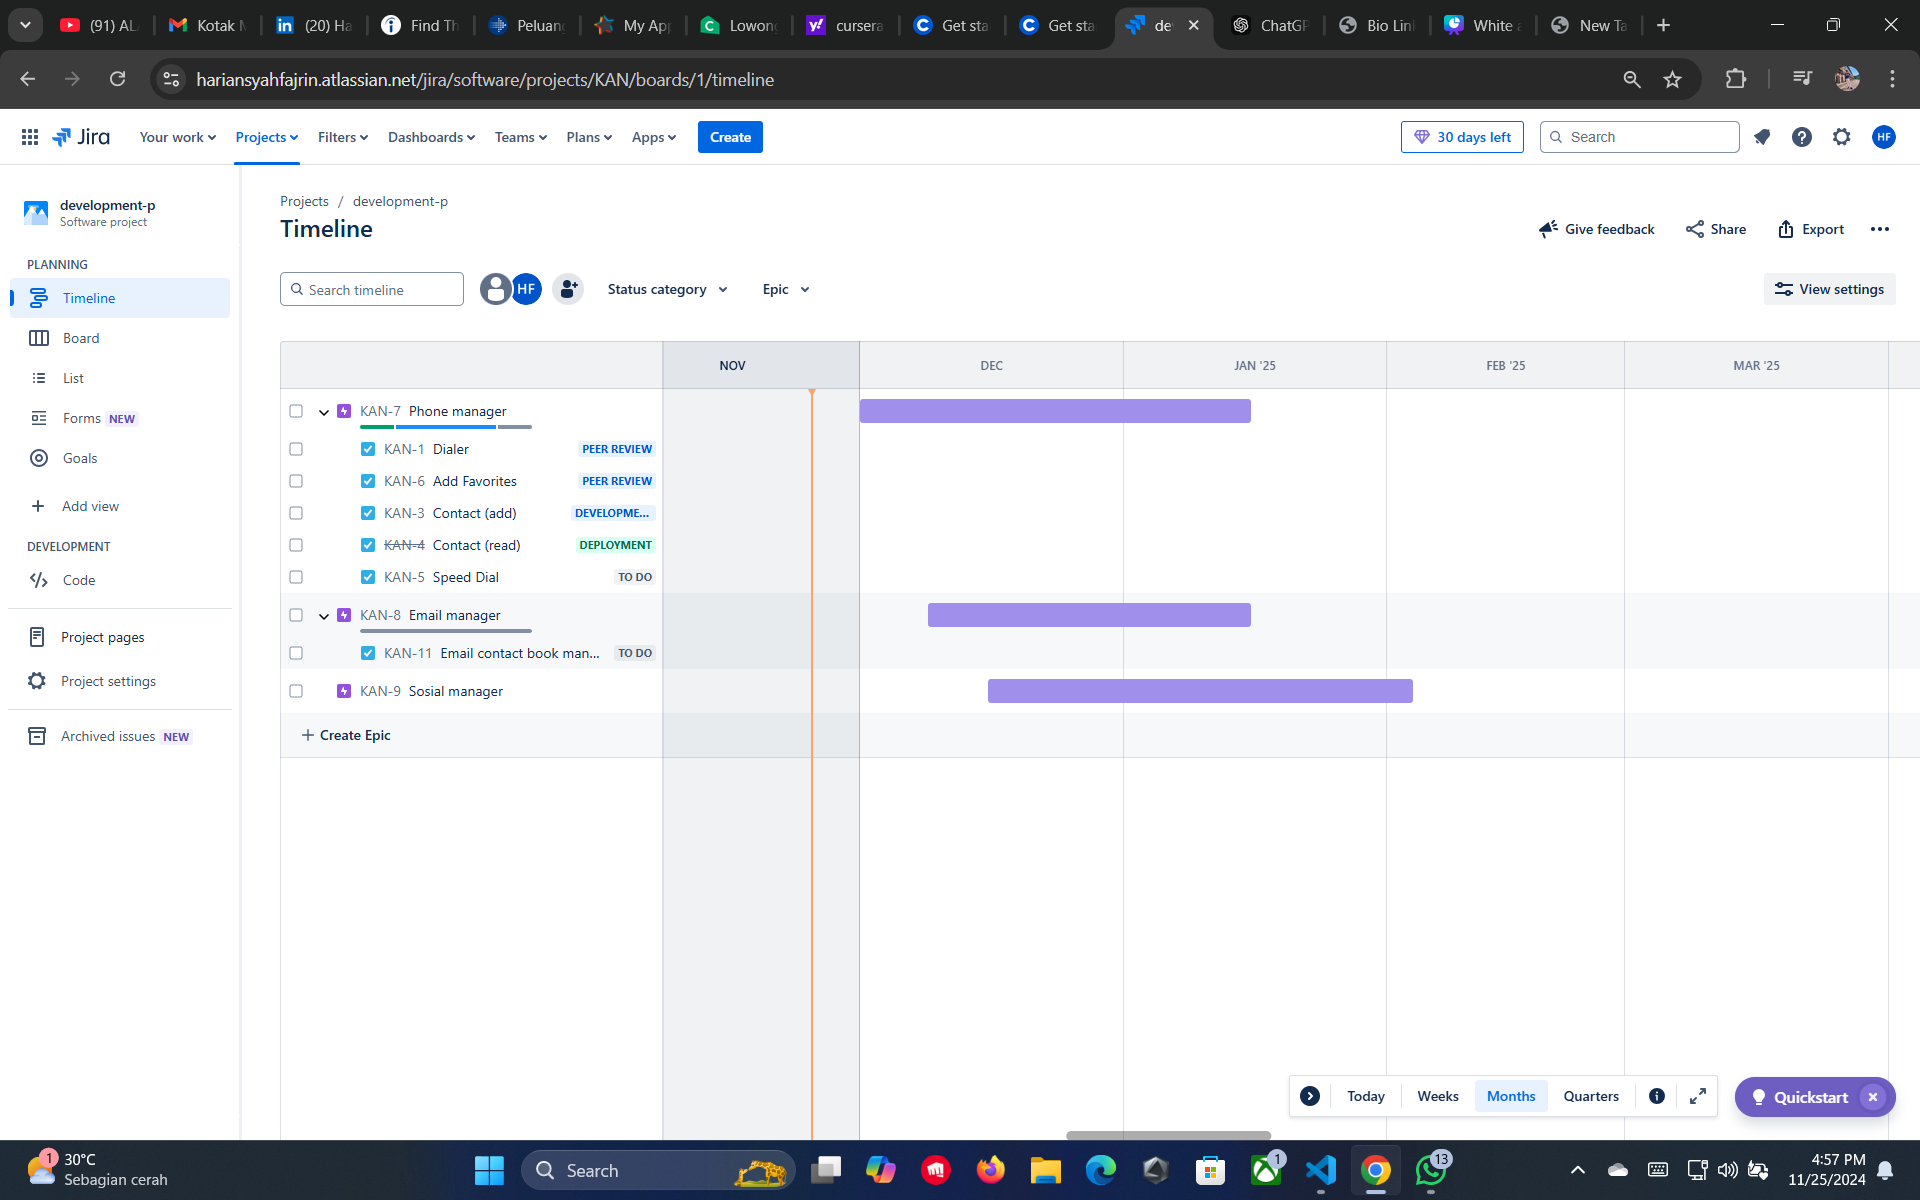 (91) AL
Kotak M
(20) Ha
Find Th
Peluang
My App
Lowong
cursera
Get sta
Get sta
de
ChatGP
Bio Link
White a
New Ta
hariansyahfajrin.atlassian.net/jira/software/projects/KAN/boards/1/timeline
Jira
Your work
Projects
Filters
Dashboards
Teams
Plans
Apps
Create
30 days left
Search
HF
development-p
Software project
PLANNING
Timeline
Board
List
Forms NEW
Goals
Add view
DEVELOPMENT
Code
Project pages
Project settings
Archived issues NEW
Projects / development-p
Timeline
Give feedback
Share
Export
Search timeline
HF
Status category
Epic
View settings
NOV
DEC
JAN '25
FEB '25
MAR '25
KAN-7 Phone manager
KAN-1 Dialer PEER REVIEW
KAN-6 Add Favorites PEER REVIEW
KAN-3 Contact (add) DEVELOPME...
KAN-4 Contact (read) DEPLOYMENT
KAN-5 Speed Dial TO DO
KAN-8 Email manager
KAN-11 Email contact book man... TO DO
KAN-9 Sosial manager
+ Create Epic
Today
Weeks
Months
Quarters
Quickstart
1
30°C
Sebagian cerah
Search
1
13
4:57 PM
11/25/2024